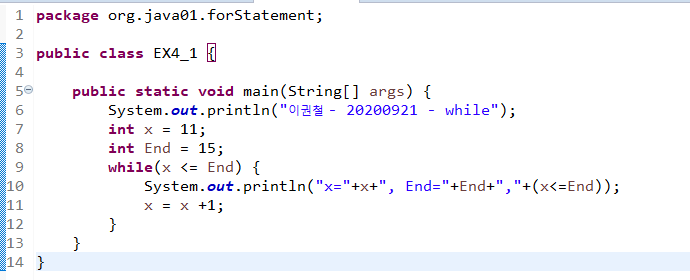 1 package org.java01.forStatement;
2
3 public class EX4_1 {
4
5 public static void main(String[] args) {
6 System.out.println("이권철 - 20200921 - while");
7 int x = 11;
8 int End = 15;
9 while(x <= End) {
10 System.out.println("x="+x+", End="+End+","+(x<=End));
11 x = x +1;
12 }
13 }
14 }